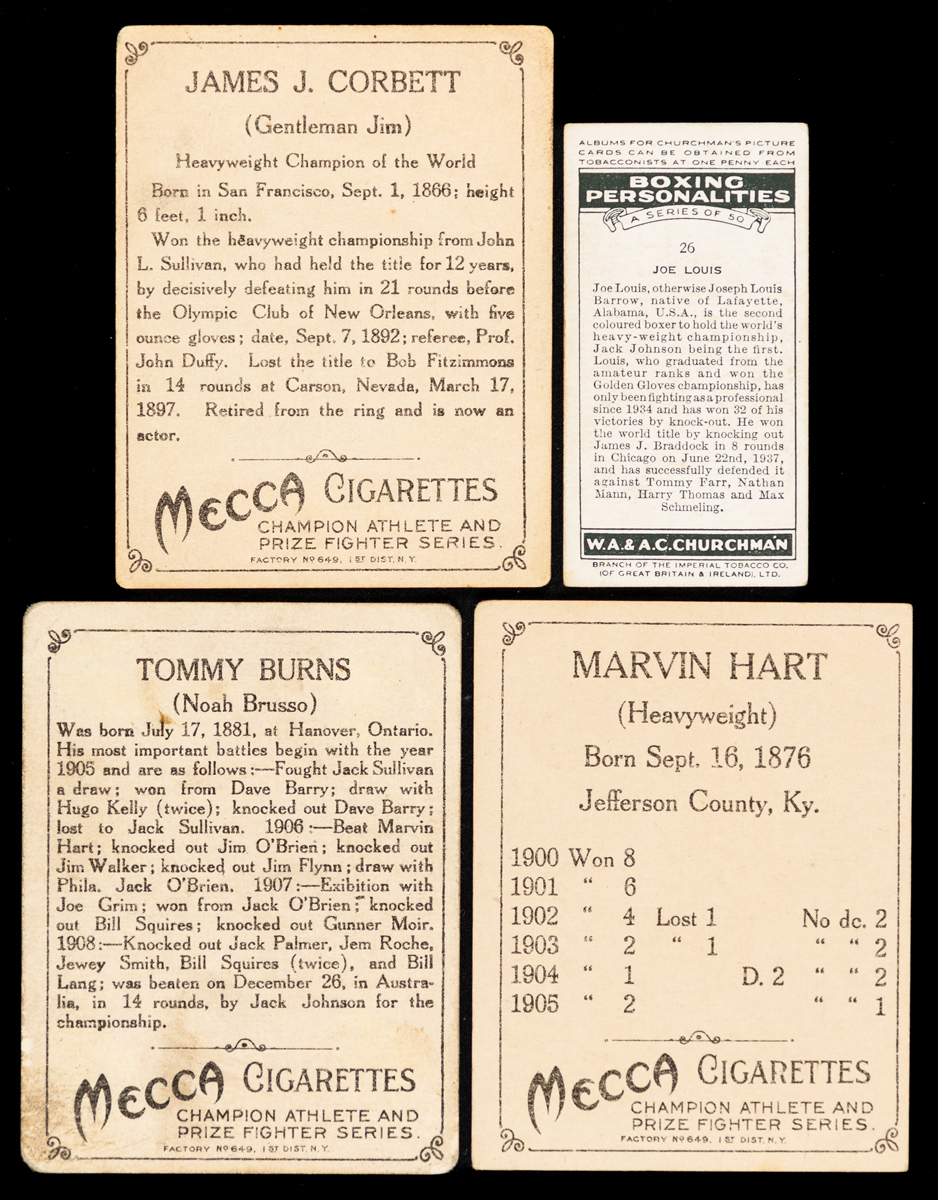 JAMES J. CORBETT
(Gentleman Jim)
Heavyweight Champion of the World
Born in San Francisco, Sept. 1, 1866; height
6 feet, 1 inch.
Won the heavyweight championship from John
L. Sullivan, who had held the title for 12 years,
by decisively defeating him in 21 rounds before
the Olympic Club of New Orleans, with five
ounce gloves; date, Sept. 7, 1892; referee, Prof.
John Duffy. Lost the title to Bob Fitzimmons
in 14 rounds at Carson, Nevada, March 17,
1897. Retired from the ring and is now an
actor.
MECCA CIGARETTES
CHAMPION ATHLETE AND
PRIZE FIGHTER SERIES.
FACTORY Nº 649, 1ST DIST. N.Y.
ALBUMS FOR CHURCHMAN'S PICTURE
CARDS CAN BE OBTAINED FROM
TOBACCONISTS AT ONE PENNY EACH
BOXING
PERSONALITIES
A SERIES OF 50
26
JOE LOUIS
Joe Louis, otherwise Joseph Louis
Barrow, native of Lafayette,
Alabama, U.S.A., is the second
coloured boxer to hold the world's
heavy-weight championship,
Jack Johnson being the first.
Louis, who graduated from the
amateur ranks and won the
Golden Gloves championship, has
only been fighting as a professional
since 1934 and has won 32 of his
victories by knock-out. He won
the world title by knocking out
James J. Braddock in 8 rounds
in Chicago on June 22nd, 1937,
and has successfully defended it
against Tommy Farr, Nathan
Mann, Harry Thomas and Max
Schmeling.
W.A.& A.C.CHURCHMAN
BRANCH OF THE IMPERIAL TOBACCO CO.
(OF GREAT BRITAIN & IRELAND), LTD.
TOMMY BURNS
(Noah Brusso)
Was born July 17, 1881, at Hanover, Ontario.
His most important battles begin with the year
1905 and are as follows:—Fought Jack Sullivan
a draw; won from Dave Barry; draw with
Hugo Kelly (twice); knocked out Dave Barry;
lost to Jack Sullivan. 1906:—Beat Marvin
Hart; knocked out Jim O'Brien; knocked out
Jim Walker; knocked out Jim Flynn; draw with
Phila. Jack O'Brien. 1907:—Exibition with
Joe Grim; won from Jack O'Brien; knocked
out Bill Squires; knocked out Gunner Moir.
1908:—Knocked out Jack Palmer, Jem Roche,
Jewey Smith, Bill Squires (twice), and Bill
Lang; was beaten on December 26, in Austra-
lia, in 14 rounds, by Jack Johnson for the
championship.
MECCA CIGARETTES
CHAMPION ATHLETE AND
PRIZE FIGHTER SERIES.
FACTORY Nº 649, 1ST DIST. N.Y.
MARVIN HART
(Heavyweight)
Born Sept. 16, 1876
Jefferson County, Ky.
1900 Won 8
1901 “ 6
1902 “ 4 Lost 1 No dc. 2
1903 “ 2 “ 1 “ “ 2
1904 “ 1 D. 2 “ “ 2
1905 “ 2 “ “ 1
MECCA CIGARETTES
CHAMPION ATHLETE AND
PRIZE FIGHTER SERIES.
FACTORY Nº 649, 1ST DIST. N.Y.